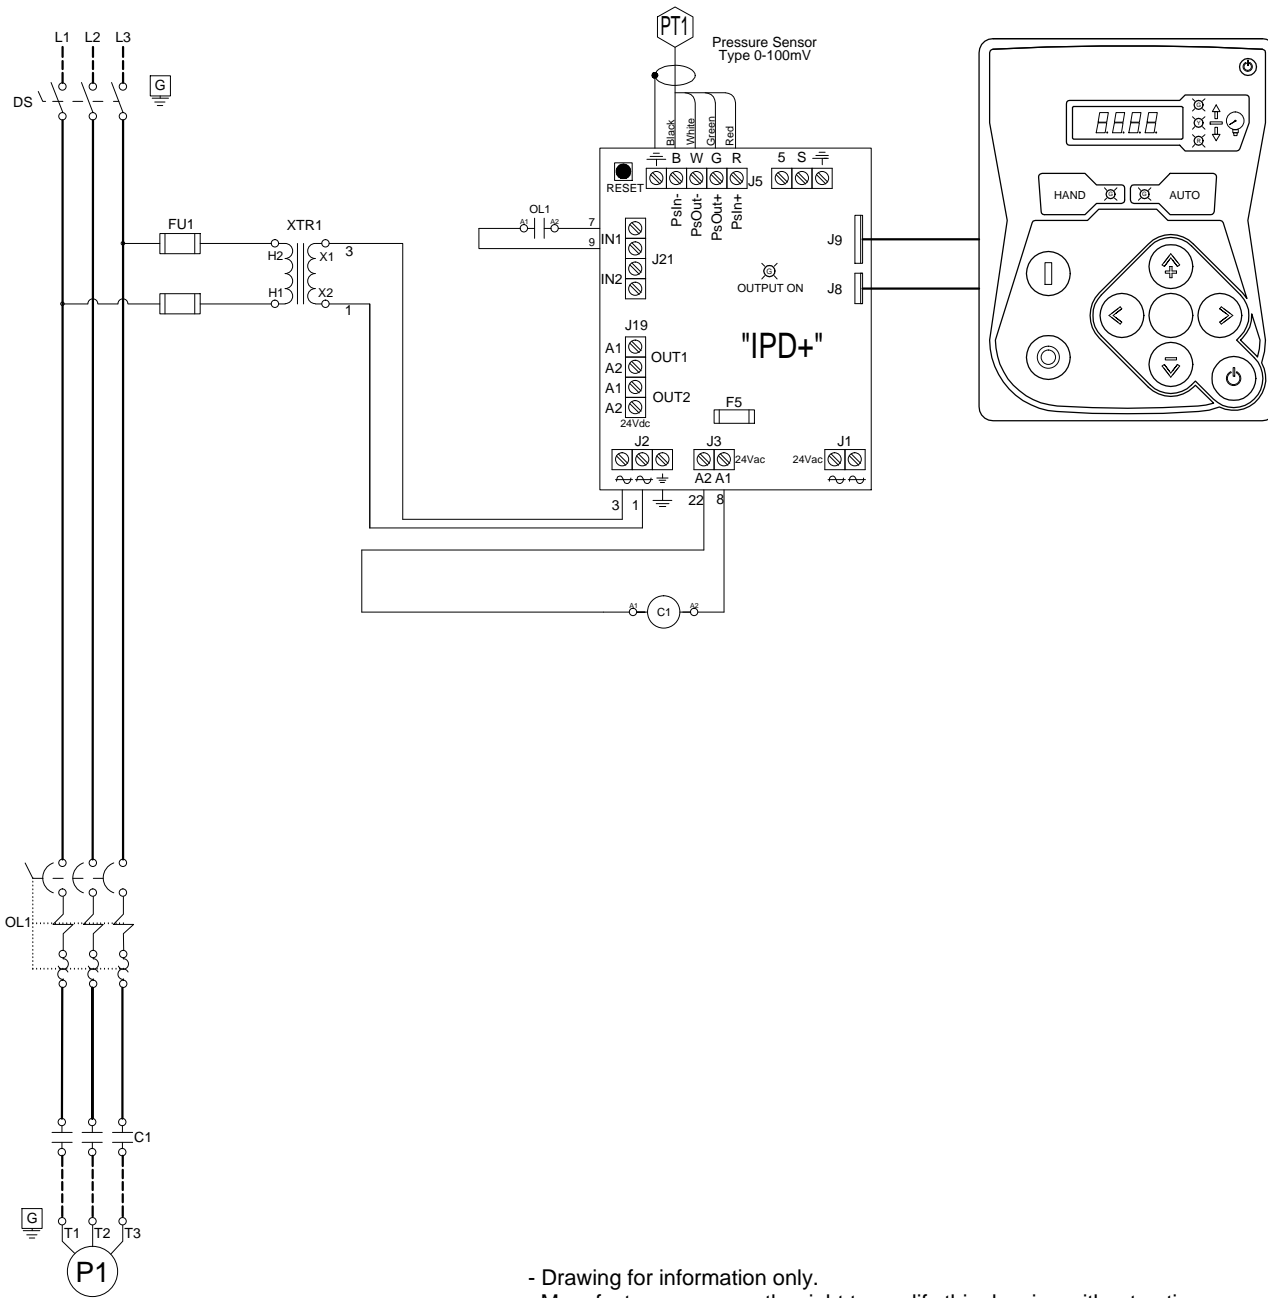 L1 L2 L3
PT1
Pressure Sensor
Type 0-100mV
DS
G
Black
White
Green
Red
B W G R
5 S
RESET
J5
PsIn-
PsOut-
PsOut+
PsIn+
HAND
G
G
AUTO
G
Y
R
8.8.8.8.
FU1
XTR1
OL1
A1 A2
7
9
IN1
IN2
J21
G
OUTPUT ON
J9
J8
H2
X1
3
H1
X2
1
J19
A1
A2
OUT1
A1
A2
OUT2
24Vdc
"IPD+"
F5
J2
J3
24Vac
A2 A1
24Vac
J1
3 1
22 8
A1
C1
A2
OL1
C1
G
T1 T2 T3
P1
- Drawing for information only.